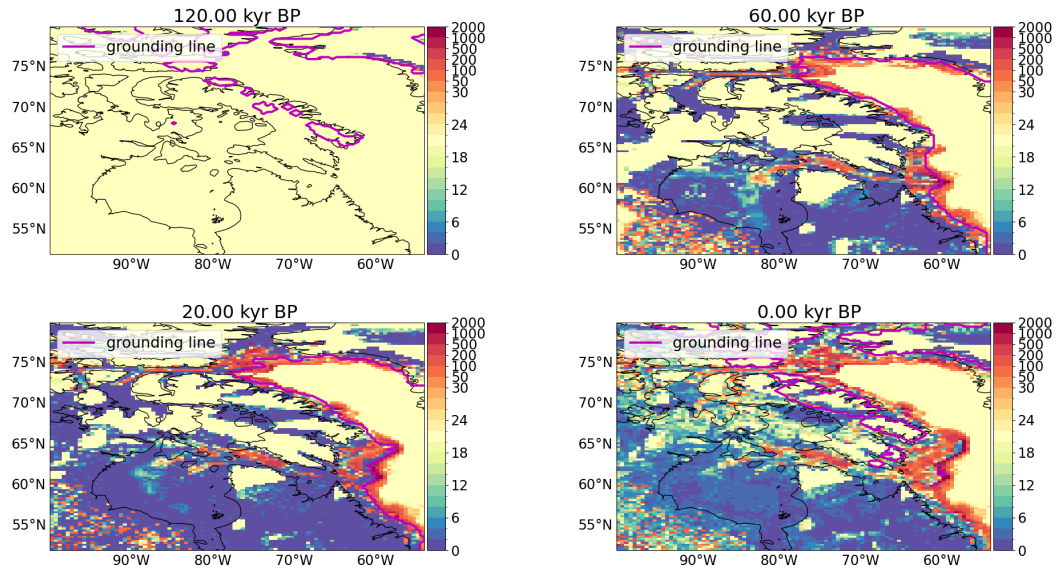 120.00 kyr BP
grounding line
75°N
70°N
65°N
60°N
55°N
90°W 80°W 70°W 60°W
2000
1000
500
200
100
50
30
24
18
12
6
0
60.00 kyr BP
grounding line
75°N
70°N
65°N
60°N
55°N
90°W 80°W 70°W 60°W
2000
1000
500
200
100
50
30
24
18
12
6
0
20.00 kyr BP
grounding line
75°N
70°N
65°N
60°N
55°N
90°W 80°W 70°W 60°W
2000
1000
500
200
100
50
30
24
18
12
6
0
0.00 kyr BP
grounding line
75°N
70°N
65°N
60°N
55°N
90°W 80°W 70°W 60°W
2000
1000
500
200
100
50
30
24
18
12
6
0